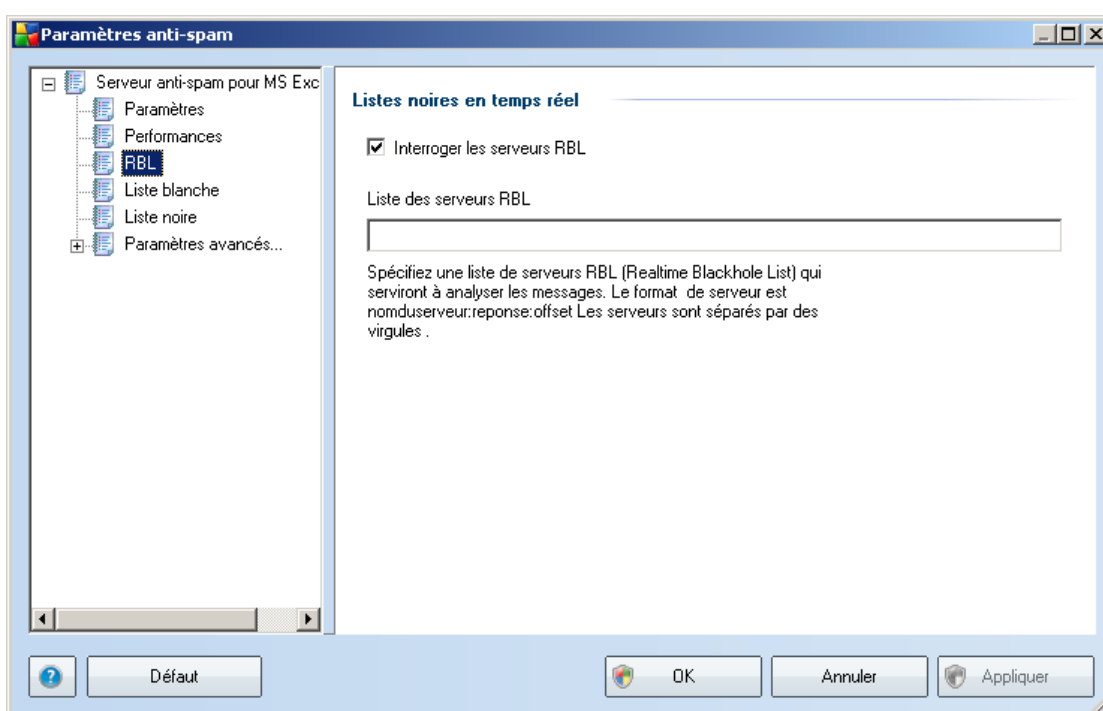 Paramètres anti-spam
Serveur anti-spam pour MS Exc
Paramètres
Performances
RBL
Liste blanche
Liste noire
Paramètres avancés...
Listes noires en temps réel
Interroger les serveurs RBL
Liste des serveurs RBL
Spécifiez une liste de serveurs RBL (Realtime Blackhole List) qui
serviront à analyser les messages. Le format  de serveur est
nomduserveur:reponse:offset Les serveurs sont séparés par des
virgules .
Défaut
OK
Annuler
Appliquer